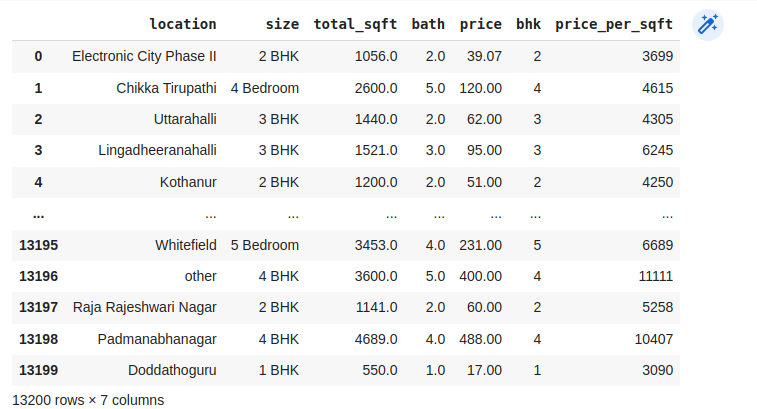 location size total_sqft bath price bhk price_per_sqft
0 Electronic City Phase II 2 BHK 1056.0 2.0 39.07 2 3699
1 Chikka Tirupathi 4 Bedroom 2600.0 5.0 120.00 4 4615
2 Uttarahalli 3 BHK 1440.0 2.0 62.00 3 4305
3 Lingadheeranahalli 3 BHK 1521.0 3.0 95.00 3 6245
4 Kothanur 2 BHK 1200.0 2.0 51.00 2 4250
... ... ... ... ... ... ... ...
13195 Whitefield 5 Bedroom 3453.0 4.0 231.00 5 6689
13196 other 4 BHK 3600.0 5.0 400.00 4 11111
13197 Raja Rajeshwari Nagar 2 BHK 1141.0 2.0 60.00 2 5258
13198 Padmanabhanagar 4 BHK 4689.0 4.0 488.00 4 10407
13199 Doddathoguru 1 BHK 550.0 1.0 17.00 1 3090
13200 rows × 7 columns